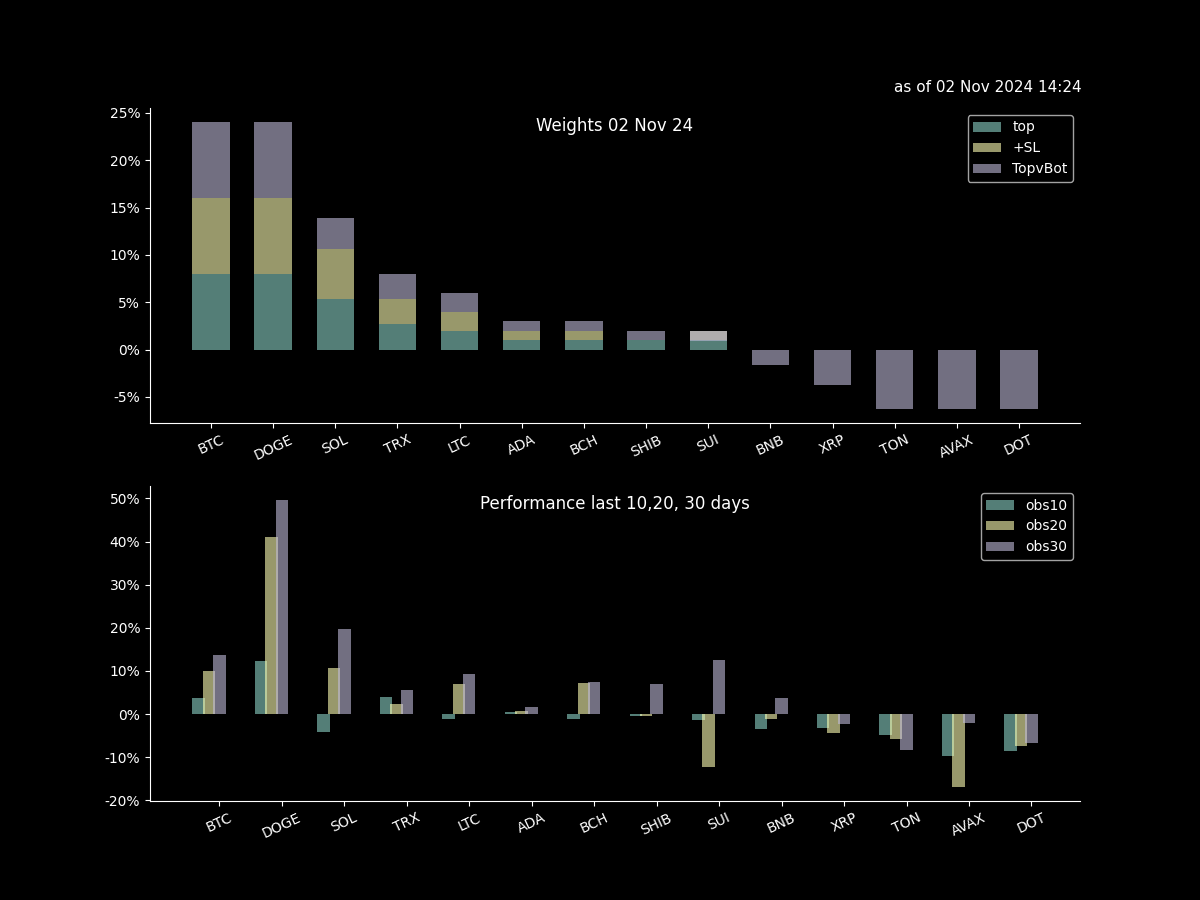 as of 02 Nov 2024 14:24
Weights 02 Nov 24
top
+SL
TopvBot
25%
20%
15%
10%
5%
0%
-5%
BTC DOGE SOL TRX LTC ADA BCH SHIB SUI BNB XRP TON AVAX DOT
Performance last 10,20, 30 days
obs10
obs20
obs30
50%
40%
30%
20%
10%
0%
-10%
-20%
BTC DOGE SOL TRX LTC ADA BCH SHIB SUI BNB XRP TON AVAX DOT